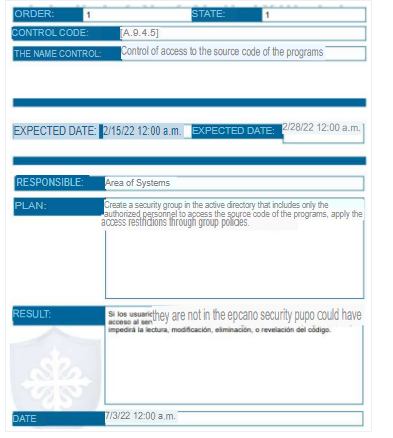 ORDER: 1 STATE: 1
CONTROL CODE: [A.9.4.5]
THE NAME CONTROL: Control of access to the source code of the programs
EXPECTED DATE: 2/15/22 12:00 a.m. EXPECTED DATE: 2/28/22 12:00 a.m.
RESPONSIBLE: Area of Systems
PLAN: Create a security group in the active directory that includes only the
authorized personnel to access the source code of the programs, apply the
access restrictions through group policies.
RESULT: Si los usuario they are not in the epcano security pupo could have
acceso al
impedirá la lectura, modificación, eliminación, o revelación del código.
DATE 7/3/22 12:00 a.m.